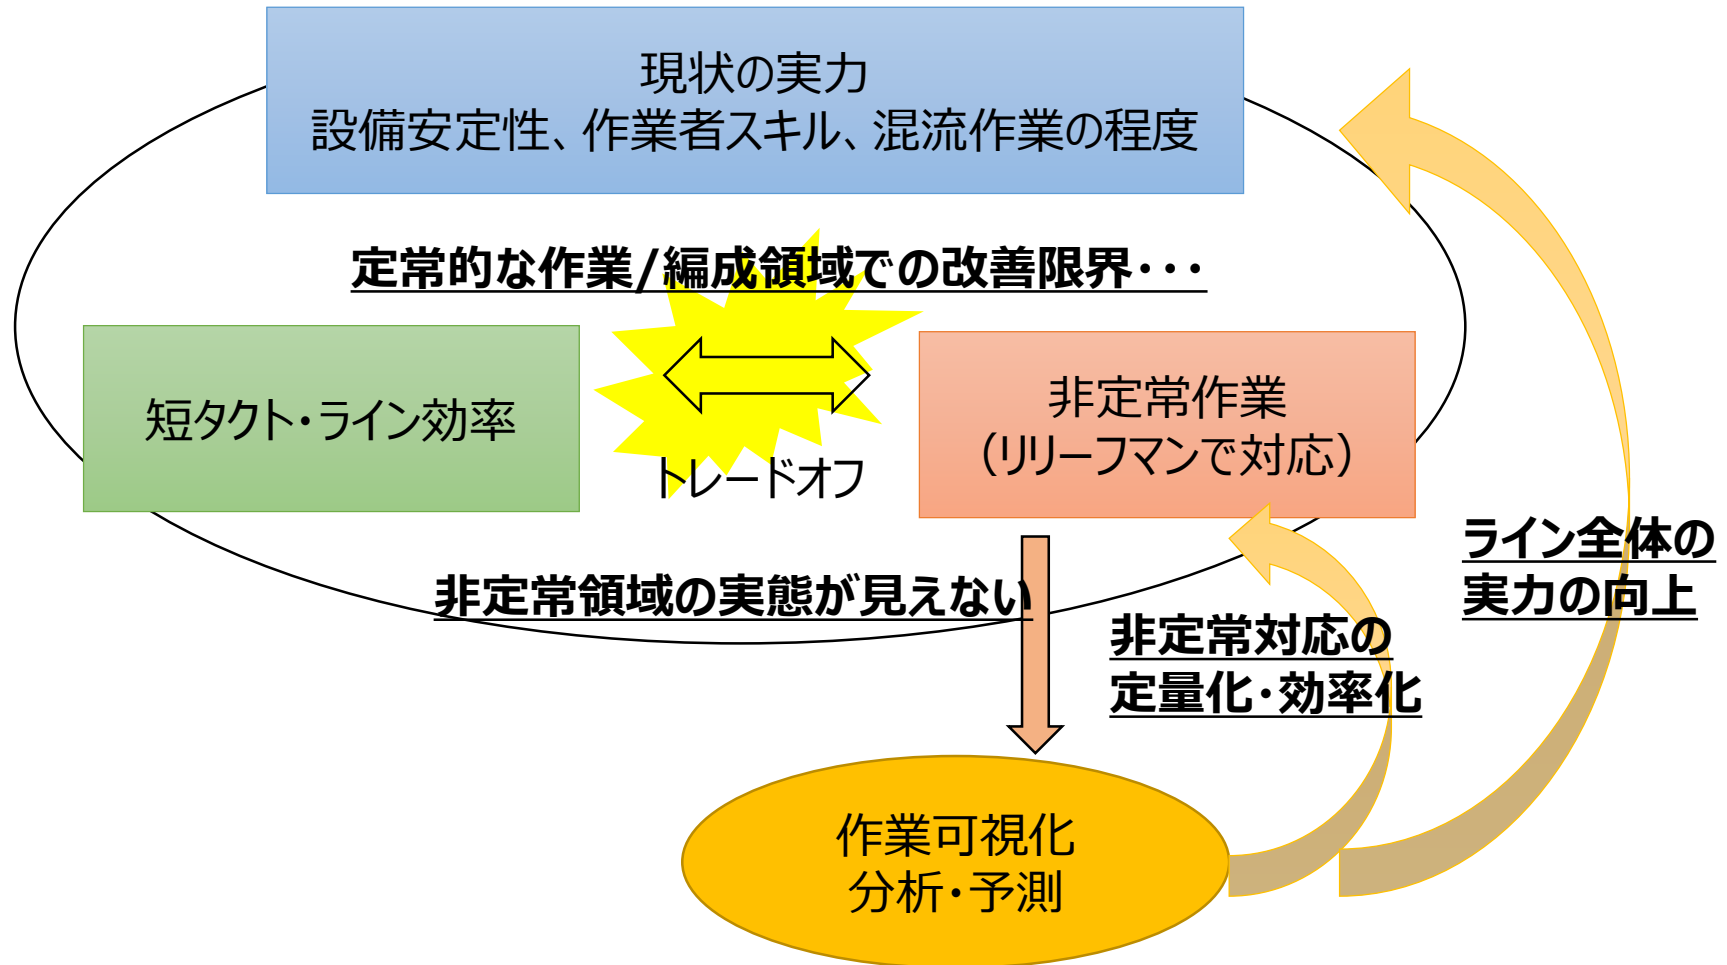 現状の実力
設備安定性、作業者スキル、混流作業の程度
定常的な作業/編成領域での改善限界・・・
短タクト・ライン効率
トレードオフ
非定常作業
（リリーフマンで対応）
非定常領域の実態が見えない
非定常対応の
定量化・効率化
ライン全体の
実力の向上
作業可視化
分析・予測